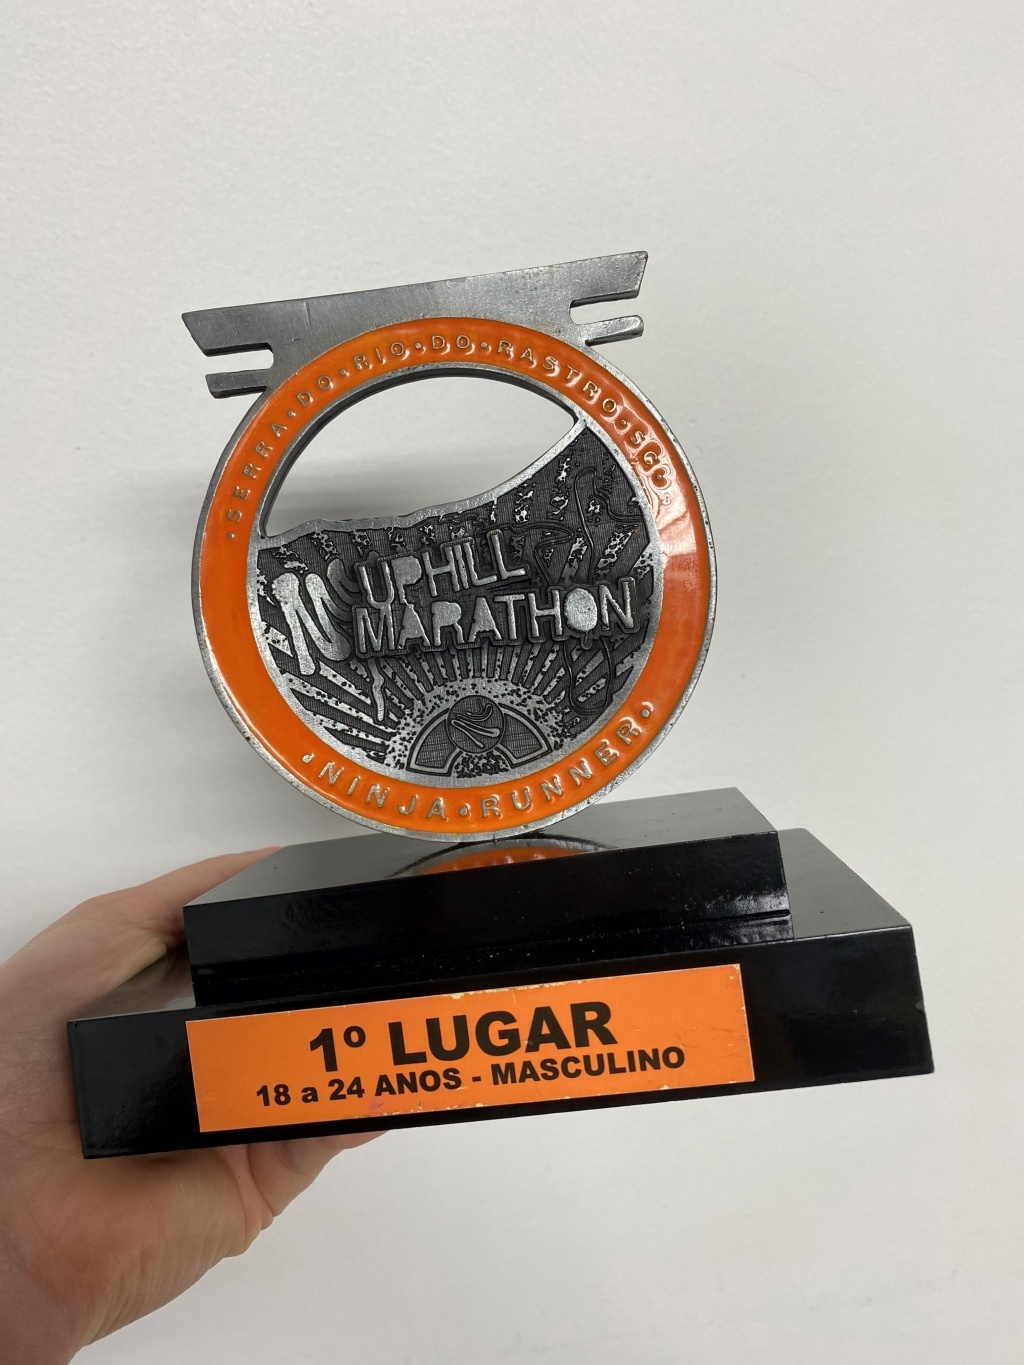 •SERRA•DO•RIO•DO•RASTRO•SC•
UPHILL
MARATHON
•NINJA•RUNNER•
1º LUGAR
18 a 24 ANOS - MASCULINO